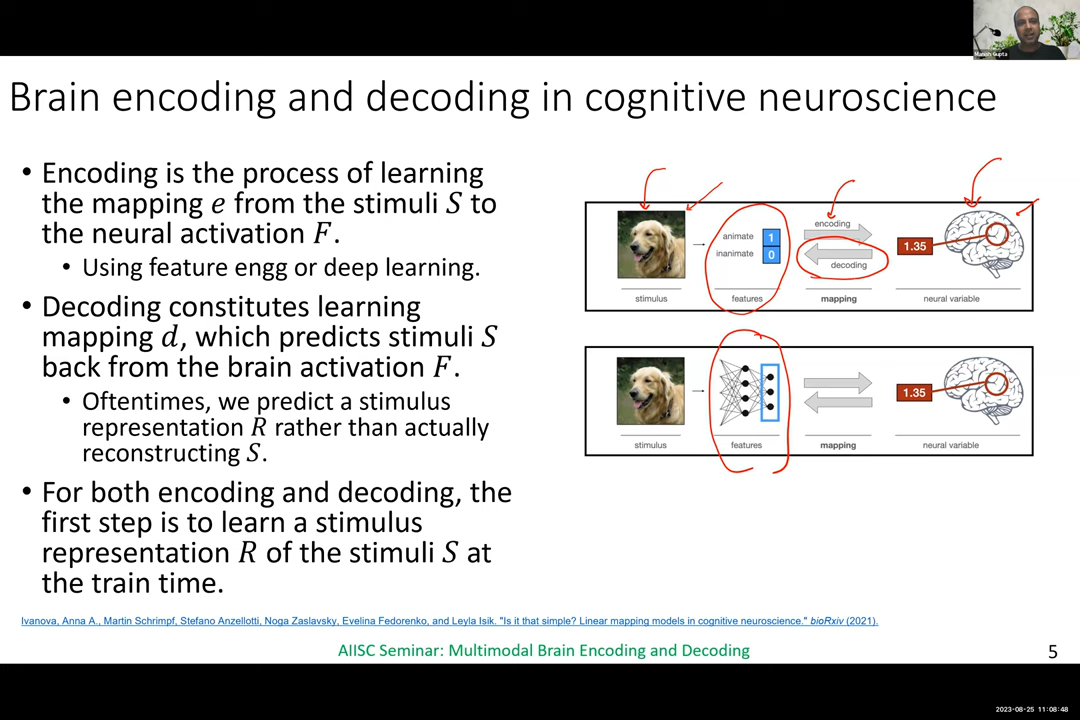 Manish Gupta
Brain encoding and decoding in cognitive neuroscience
• Encoding is the process of learning
the mapping e from the stimuli S to
the neural activation F.
• Using feature engg or deep learning.
• Decoding constitutes learning
mapping d, which predicts stimuli S
back from the brain activation F.
• Oftentimes, we predict a stimulus
representation R rather than actually
reconstructing S.
• For both encoding and decoding, the
first step is to learn a stimulus
representation R of the stimuli S at
the train time.
encoding
animate 1
inanimate 0
1.35
decoding
stimulus features mapping neural variable
1.35
stimulus features mapping neural variable
Ivanova, Anna A., Martin Schrimpf, Stefano Anzellotti, Noga Zaslavsky, Evelina Fedorenko, and Leyla Isik. "Is it that simple? Linear mapping models in cognitive neuroscience." bioRxiv (2021).
AIISC Seminar: Multimodal Brain Encoding and Decoding
5
2023-08-25 11:08:48